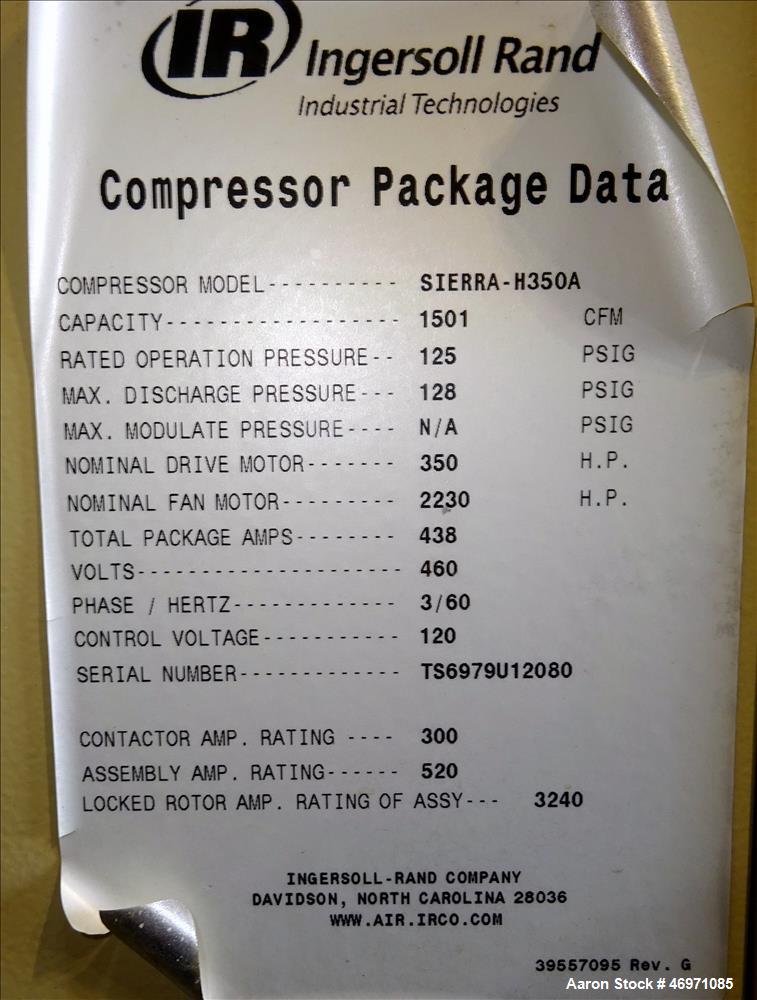 IR Ingersoll Rand
Industrial Technologies
Compressor Package Data
COMPRESSOR MODEL---------- SIERRA-H350A
CAPACITY------------------- 1501 CFM
RATED OPERATION PRESSURE-- 125 PSIG
MAX. DISCHARGE PRESSURE--- 128 PSIG
MAX. MODULATE PRESSURE---- N/A PSIG
NOMINAL DRIVE MOTOR------- 350 H.P.
NOMINAL FAN MOTOR--------- 2230 H.P.
TOTAL PACKAGE AMPS-------- 438
VOLTS--------------------- 460
PHASE / HERTZ------------- 3/60
CONTROL VOLTAGE----------- 120
SERIAL NUMBER------------- TS6979U12080
CONTACTOR AMP. RATING ---- 300
ASSEMBLY AMP. RATING------ 520
LOCKED ROTOR AMP. RATING OF ASSY--- 3240
INGERSOLL-RAND COMPANY
DAVIDSON, NORTH CAROLINA 28036
WWW.AIR.IRCO.COM
39557095 Rev. G
Aaron Stock # 46971085